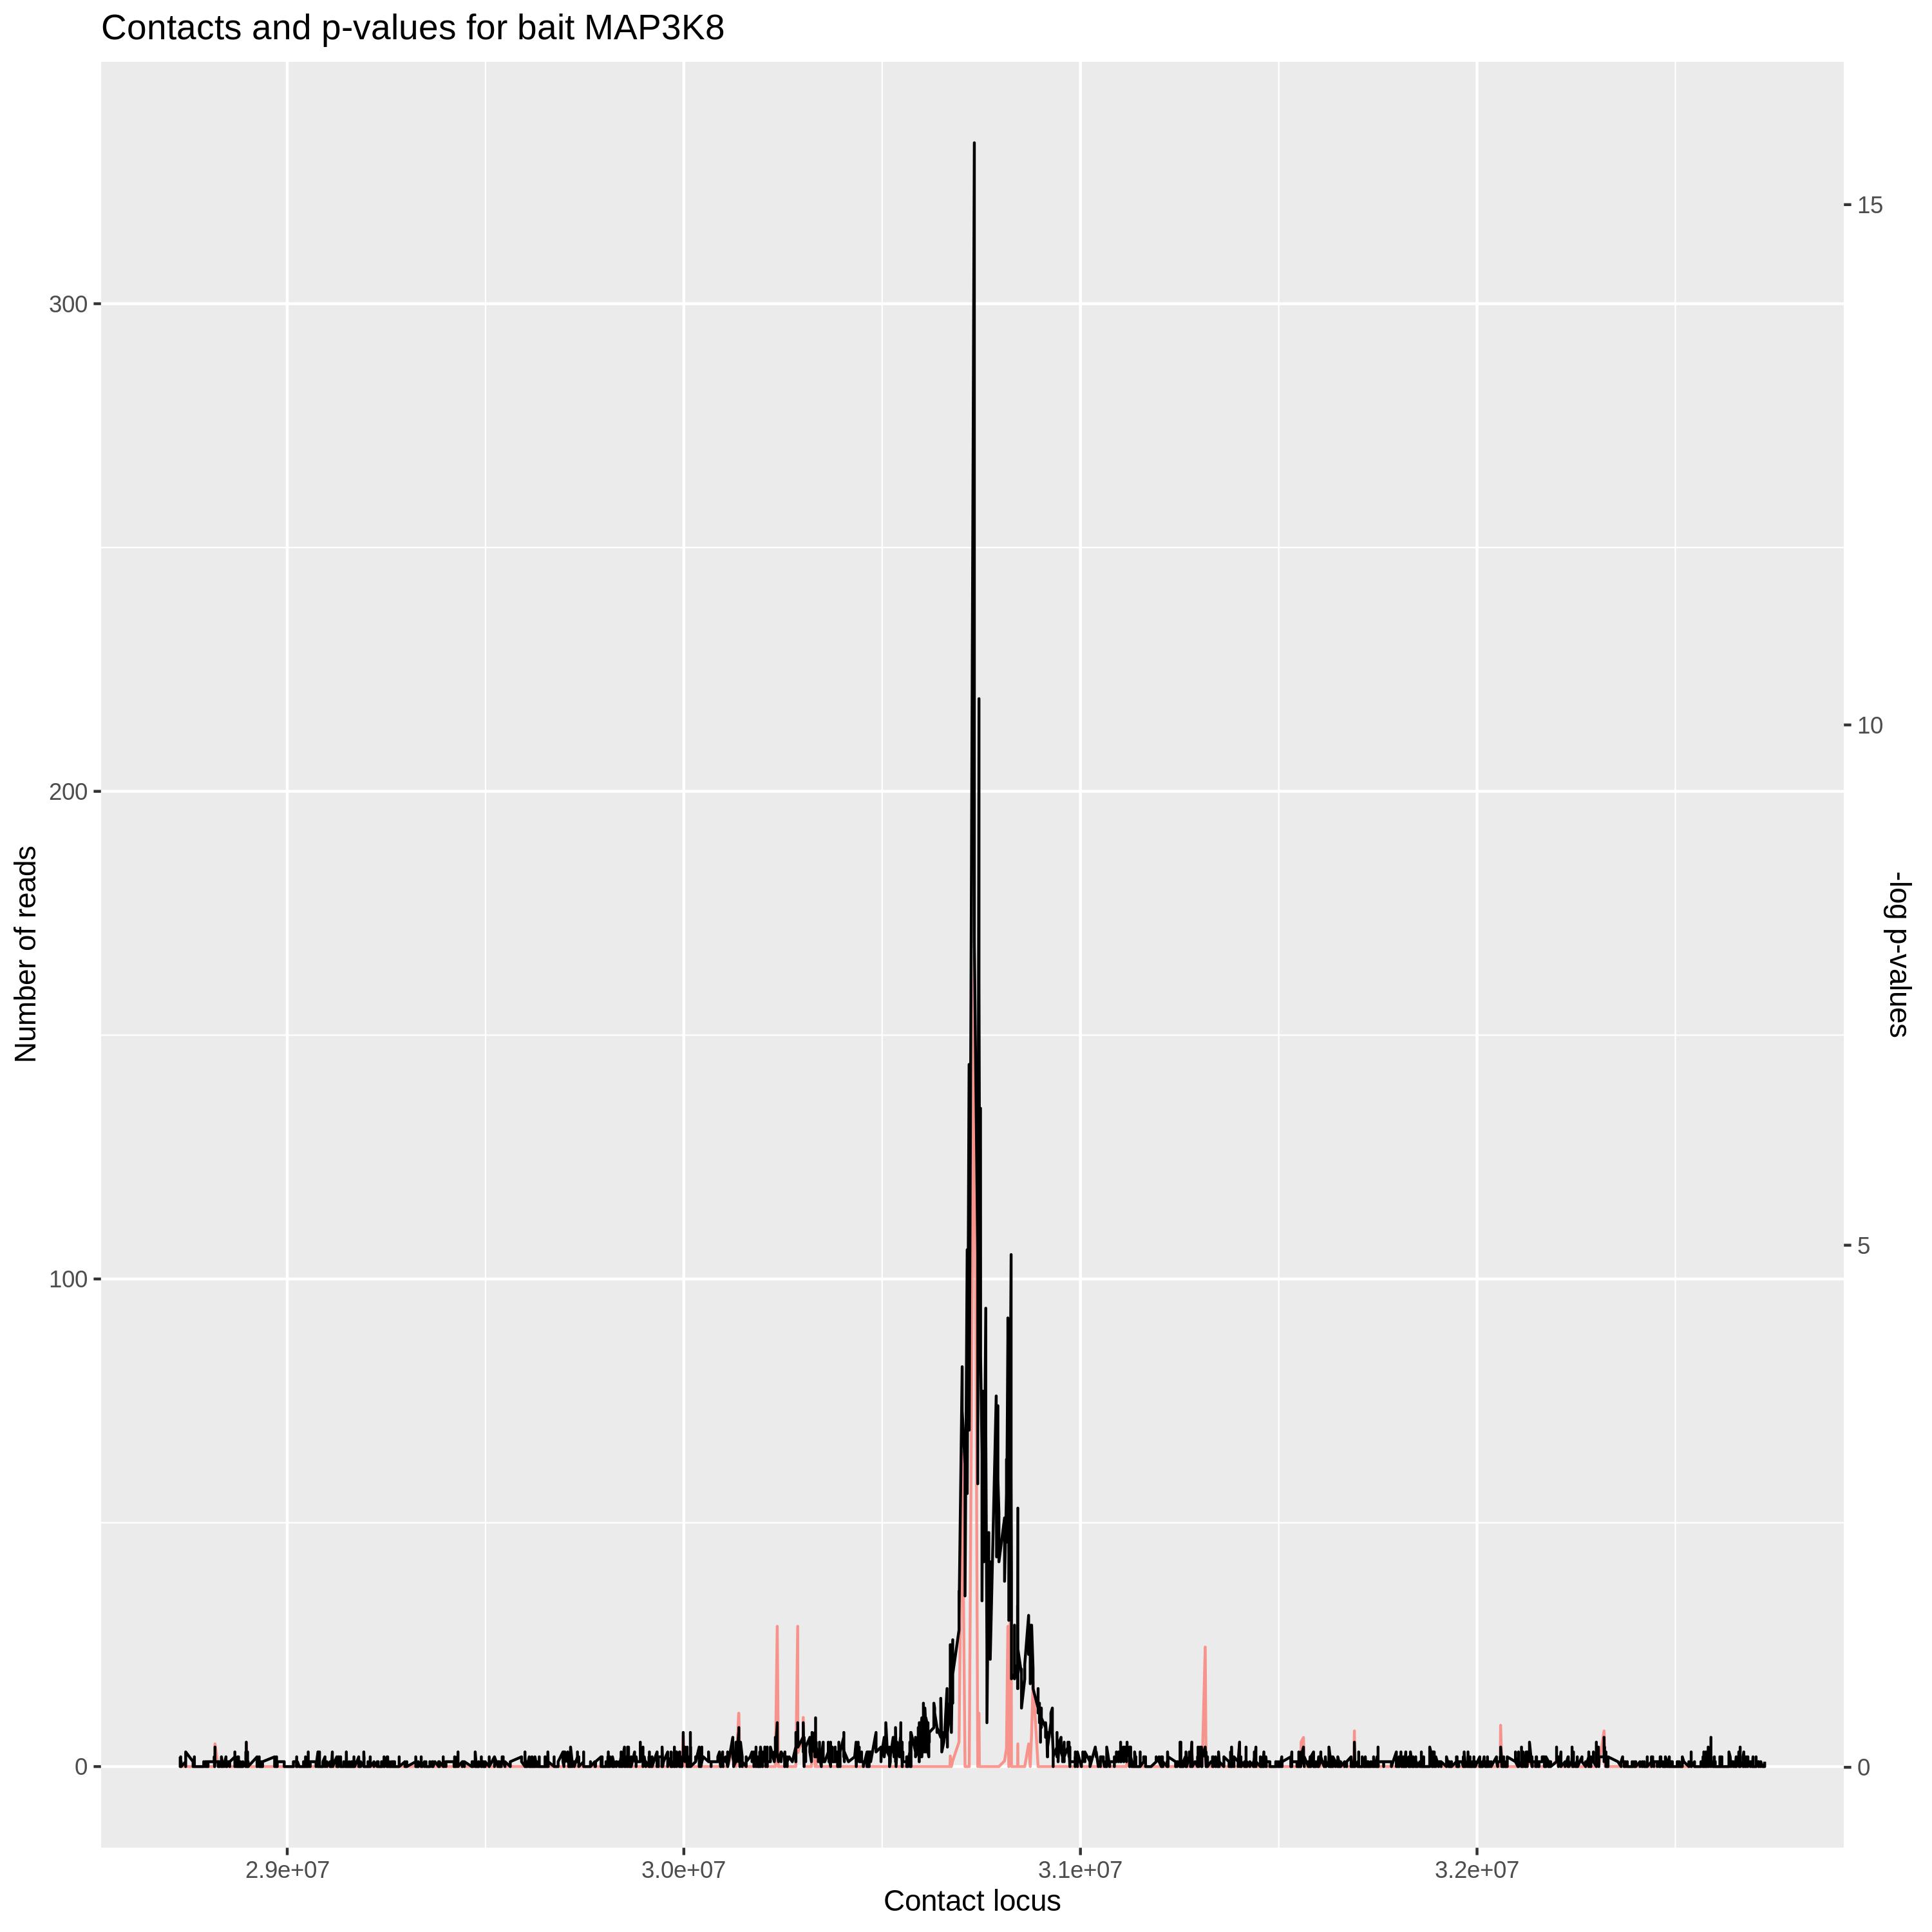 Contacts and p-values for bait MAP3K8
Number of reads
300
200
100
0
15
10
5
0
-log p-values
2.9e+07 3.0e+07 3.1e+07 3.2e+07
Contact locus